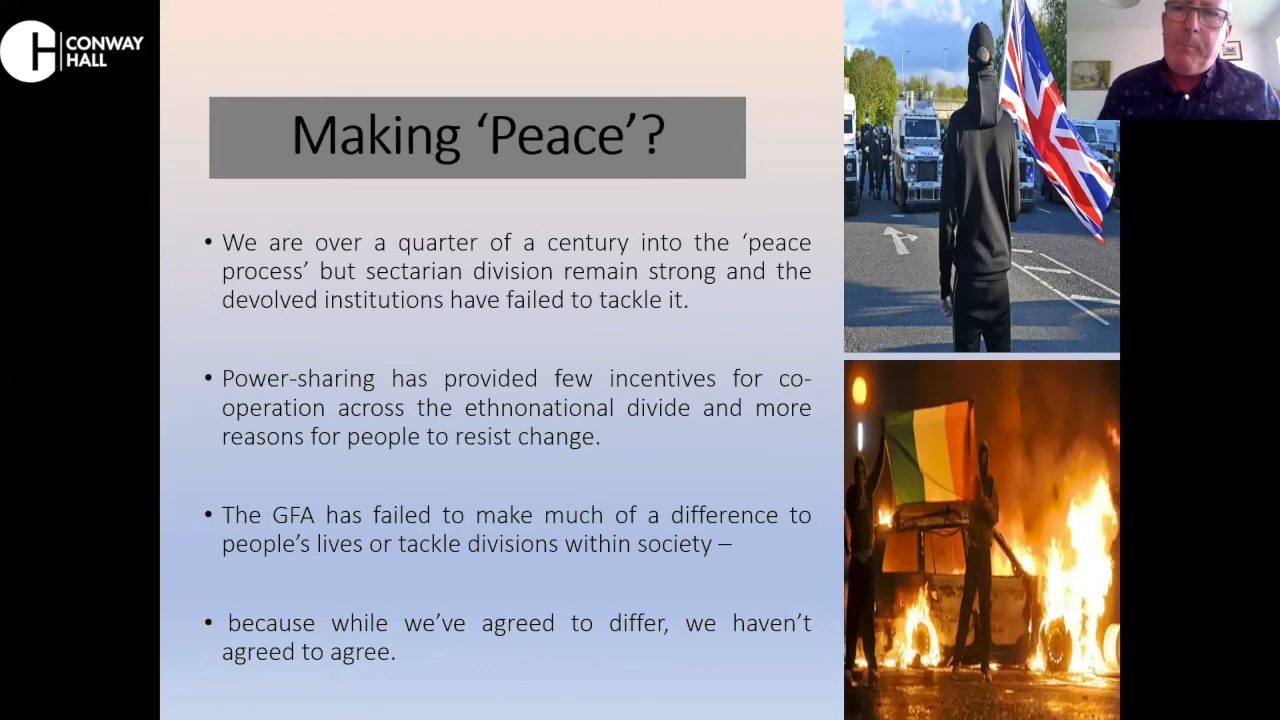 CONWAY
HALL
Making ‘Peace’?
• We are over a quarter of a century into the ‘peace
process’ but sectarian division remain strong and the
devolved institutions have failed to tackle it.
• Power-sharing has provided few incentives for co-
operation across the ethnonational divide and more
reasons for people to resist change.
• The GFA has failed to make much of a difference to
people’s lives or tackle divisions within society –
• because while we’ve agreed to differ, we haven’t
agreed to agree.